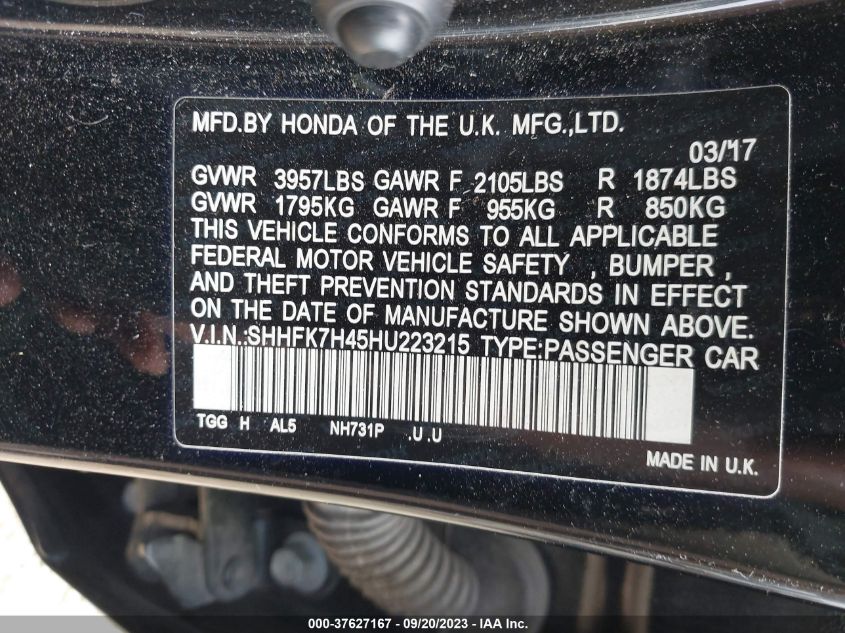 MFD.BY HONDA OF THE U.K. MFG.,LTD.
03/17
GVWR 3957LBS GAWR F 2105LBS R 1874LBS
GVWR 1795KG GAWR F 955KG R 850KG
THIS VEHICLE CONFORMS TO ALL APPLICABLE
FEDERAL MOTOR VEHICLE SAFETY , BUMPER ,
AND THEFT PREVENTION STANDARDS IN EFFECT
ON THE DATE OF MANUFACTURE SHOWN ABOVE.
V.I.N.:SHHFK7H45HU223215 TYPE:PASSENGER CAR
TGG H AL5 NH731P .U .U
MADE IN U.K.
000-37627167 - 09/20/2023 - IAA Inc.